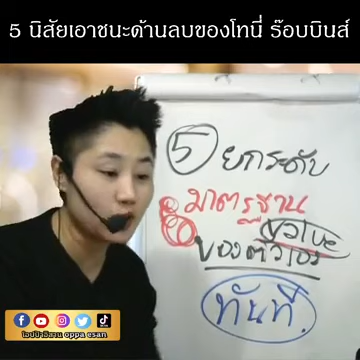 5 นิสัยเอาชนะด้านลบของโทนี่ ร๊อบบินส์
5 ยกระดับ
มาตรฐาน
ของตัวเอง
ทันที.
โอปป้าอีสาน oppa esan